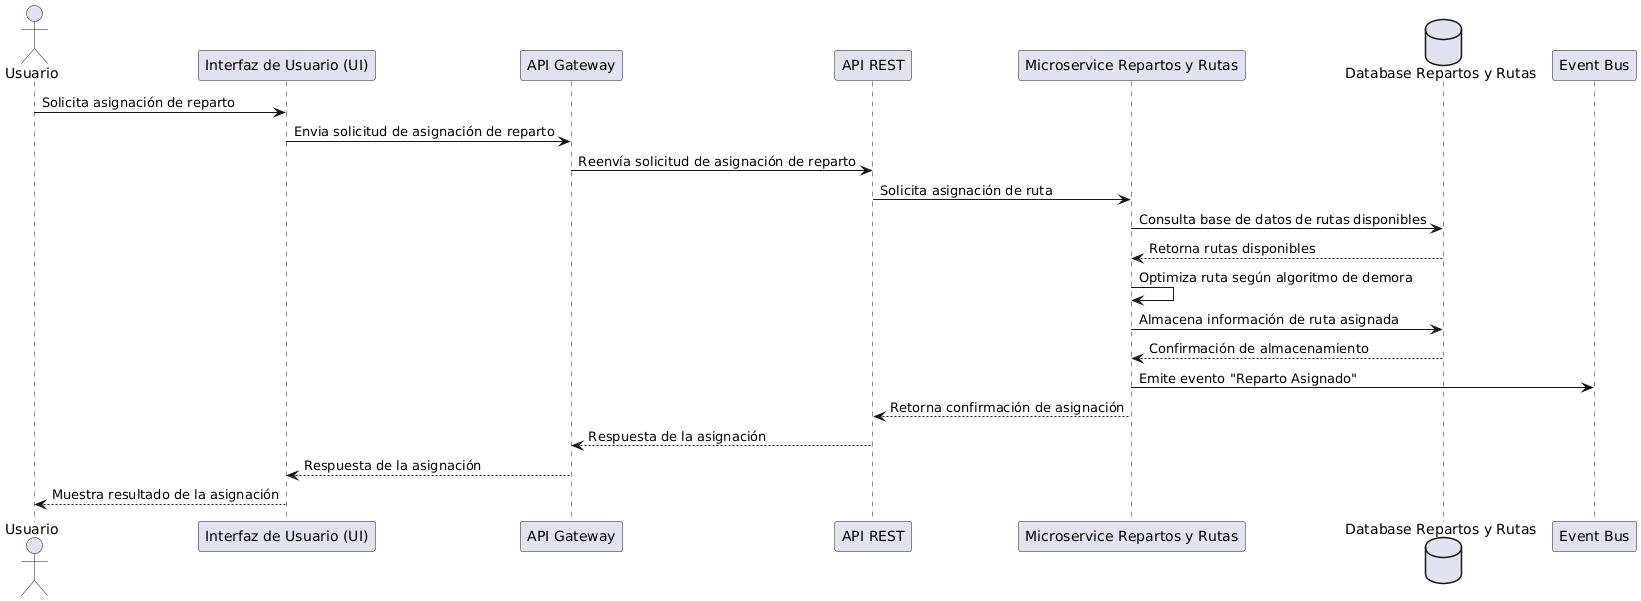 Usuario
Interfaz de Usuario (UI)
API Gateway
API REST
Microservice Repartos y Rutas
Database Repartos y Rutas
Event Bus
Solicita asignación de reparto
Envia solicitud de asignación de reparto
Reenvía solicitud de asignación de reparto
Solicita asignación de ruta
Consulta base de datos de rutas disponibles
Retorna rutas disponibles
Optimiza ruta según algoritmo de demora
Almacena información de ruta asignada
Confirmación de almacenamiento
Emite evento "Reparto Asignado"
Retorna confirmación de asignación
Respuesta de la asignación
Respuesta de la asignación
Muestra resultado de la asignación
Usuario
Interfaz de Usuario (UI)
API Gateway
API REST
Microservice Repartos y Rutas
Database Repartos y Rutas
Event Bus